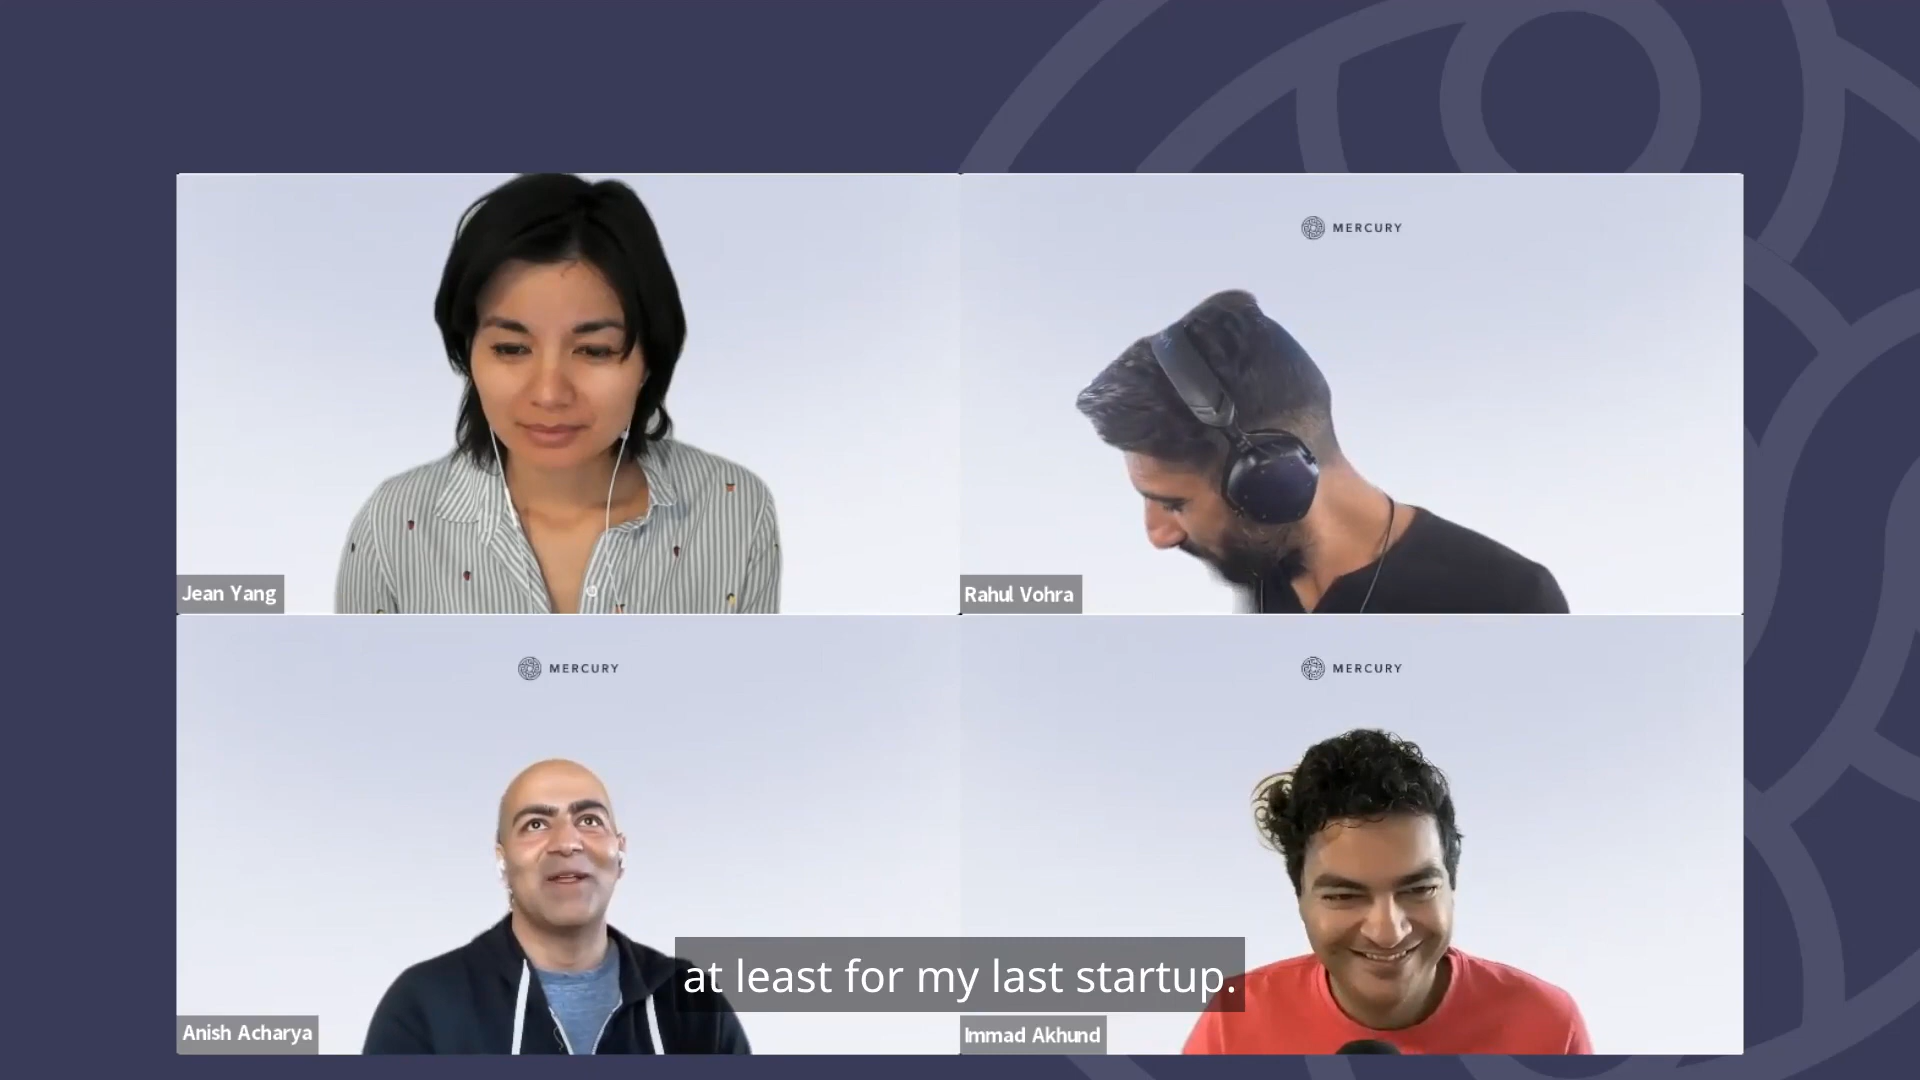 MERCURY
Jean Yang
Rahul Vohra
MERCURY
MERCURY
at least for my last startup.
Anish Acharya
Immad Akhund